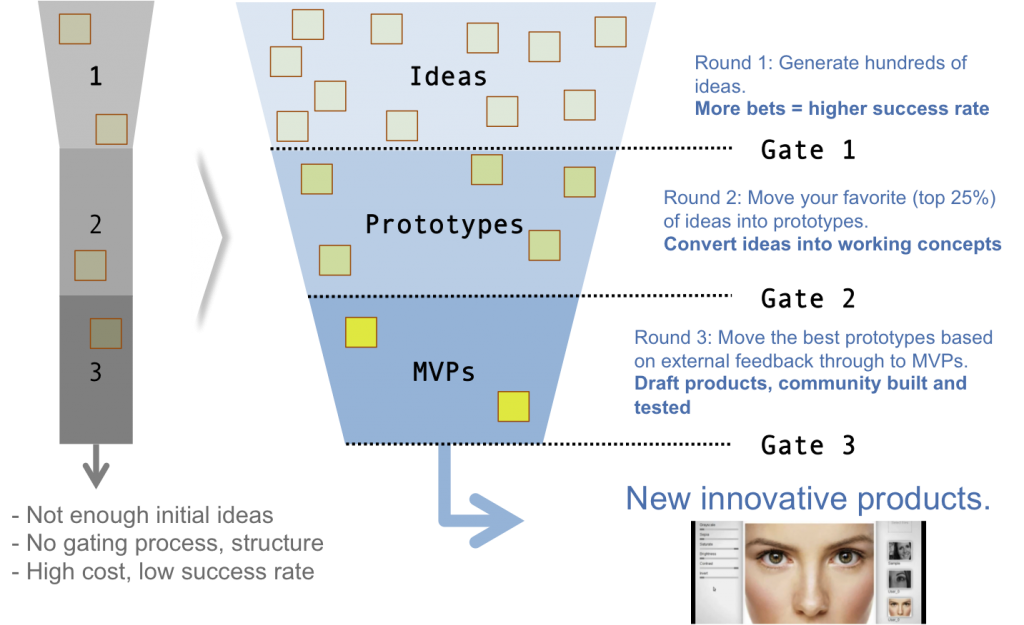 1
2
3
- Not enough initial ideas
- No gating process, structure
- High cost, low success rate
Ideas
Prototypes
MVPs
Round 1: Generate hundreds of
ideas.
More bets = higher success rate
Gate 1
Round 2: Move your favorite (top 25%)
of ideas into prototypes.
Convert ideas into working concepts
Gate 2
Round 3: Move the best prototypes based
on external feedback through to MVPs.
Draft products, community built and
tested
Gate 3
New innovative products.
Brightness
Contrast